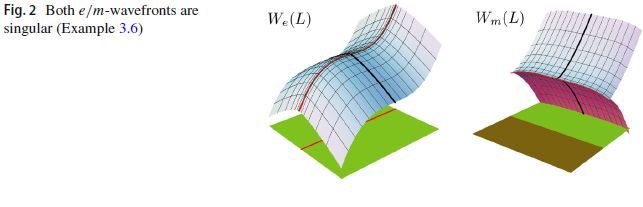 Fig. 2 Both e/m-wavefronts are
singular (Example 3.6)
W_e(L)
W_m(L)